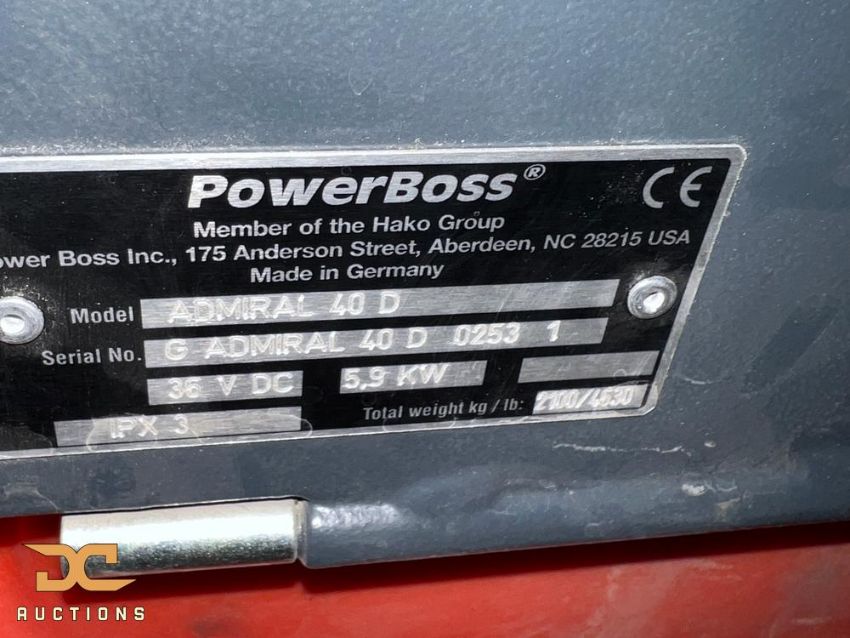 PowerBoss®
CE
Member of the Hako Group
ower Boss Inc., 175 Anderson Street, Aberdeen, NC 28215 USA
Made in Germany
Model ADMIRAL 40 D
Serial No. G ADMIRAL 40 D 0253 1
36 V DC 5,9 KW
Total weight kg / lb: 2100/4630
IPX 3
DC
AUCTIONS